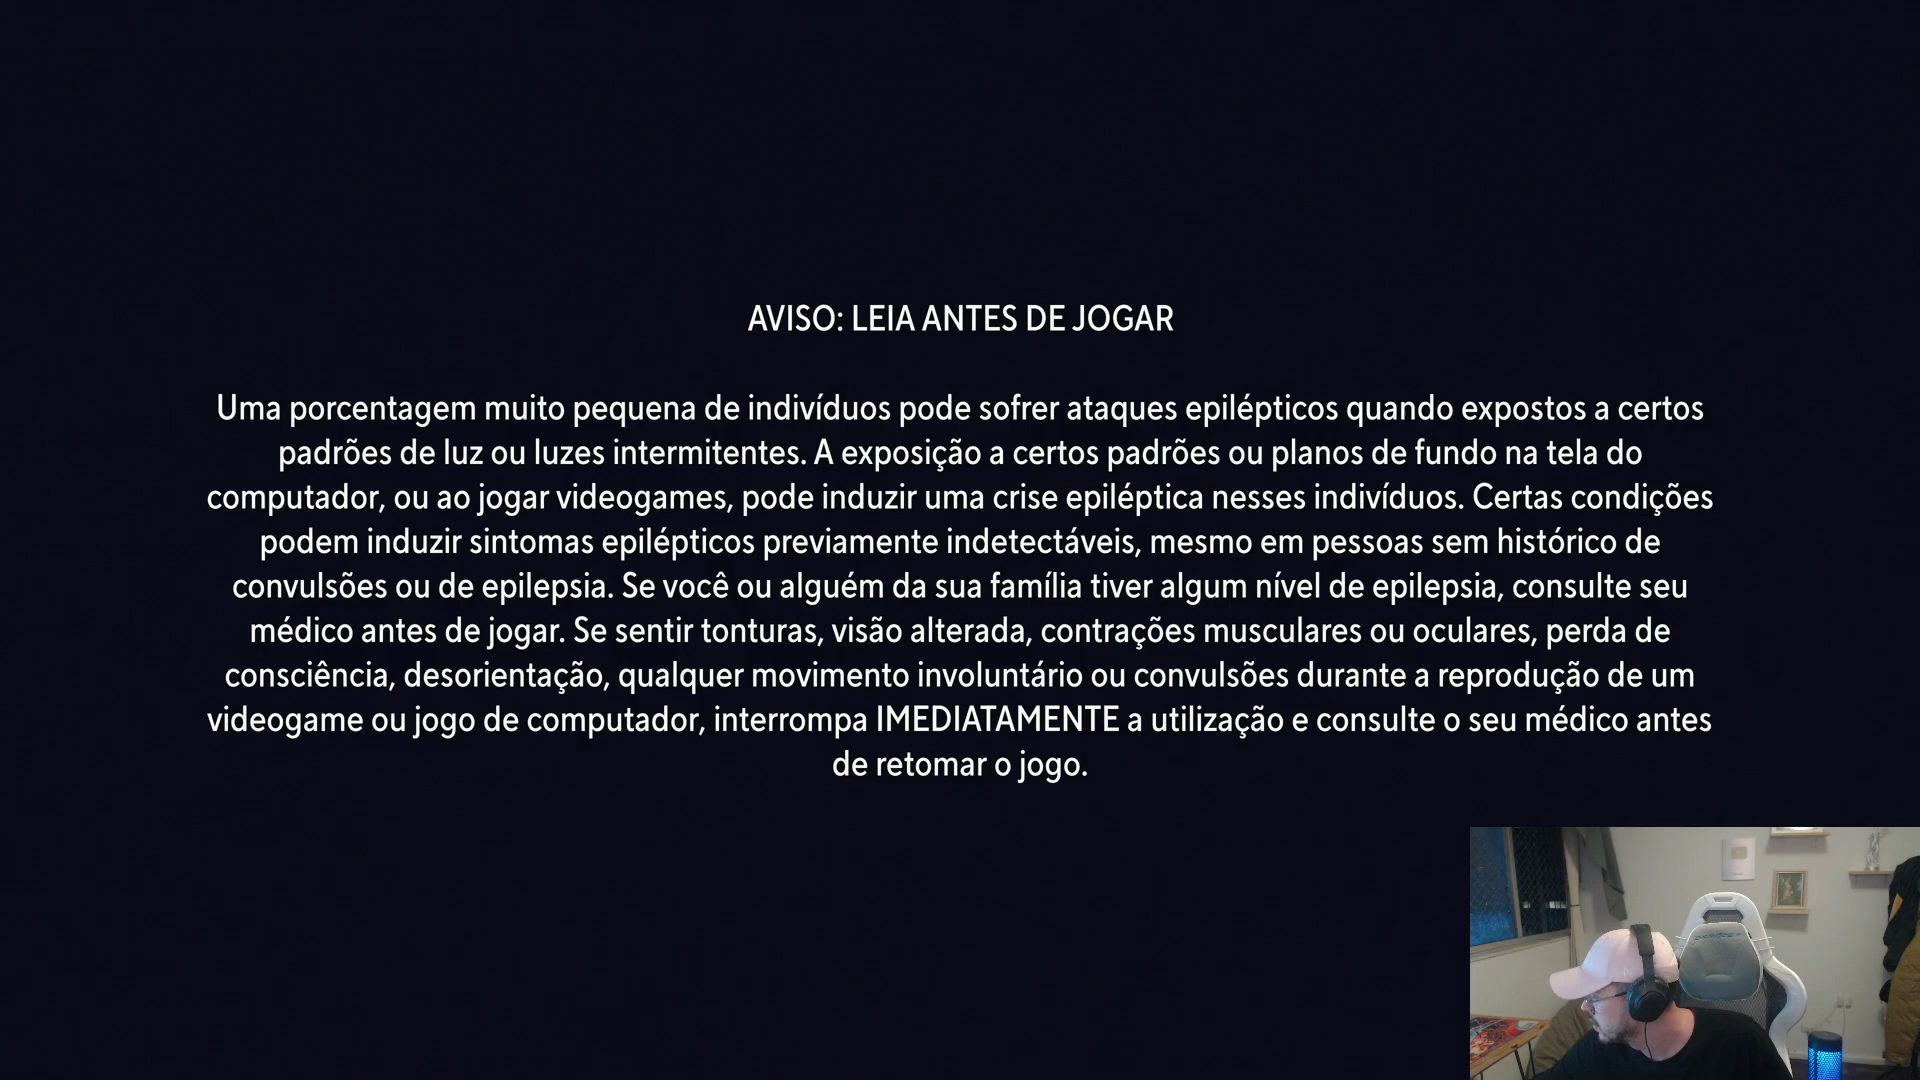 AVISO: LEIA ANTES DE JOGAR
Uma porcentagem muito pequena de indivíduos pode sofrer ataques epilépticos quando expostos a certos
padrões de luz ou luzes intermitentes. A exposição a certos padrões ou planos de fundo na tela do
computador, ou ao jogar videogames, pode induzir uma crise epiléptica nesses indivíduos. Certas condições
podem induzir sintomas epilépticos previamente indetectáveis, mesmo em pessoas sem histórico de
convulsões ou de epilepsia. Se você ou alguém da sua família tiver algum nível de epilepsia, consulte seu
médico antes de jogar. Se sentir tonturas, visão alterada, contrações musculares ou oculares, perda de
consciência, desorientação, qualquer movimento involuntário ou convulsões durante a reprodução de um
videogame ou jogo de computador, interrompa IMEDIATAMENTE a utilização e consulte o seu médico antes
de retomar o jogo.